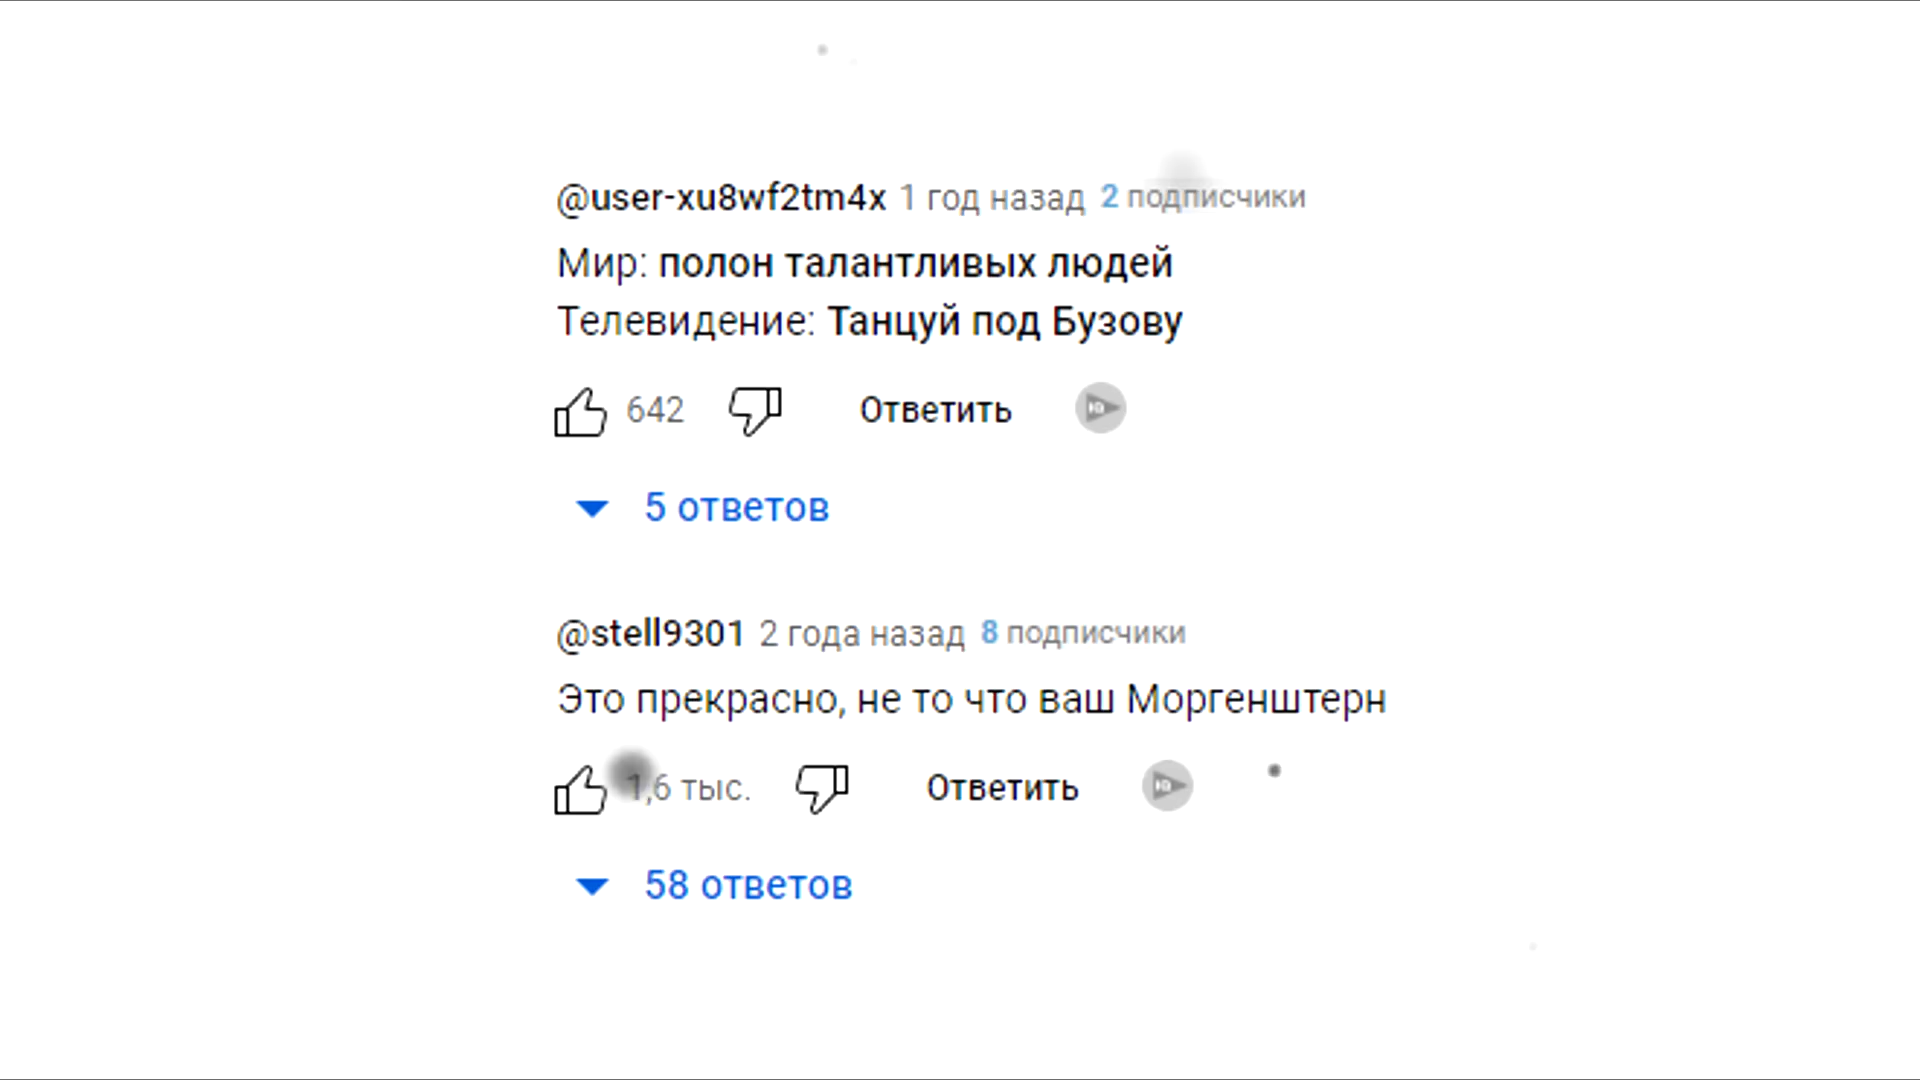 @user-xu8wf2tm4x 1 год назад 2 подписчики
Мир: полон талантливых людей
Телевидение: Танцуй под Бузову
642 Ответить
5 ответов
@stell9301 2 года назад 8 подписчики
Это прекрасно, не то что ваш Моргенштерн
1,6 тыс. Ответить
58 ответов